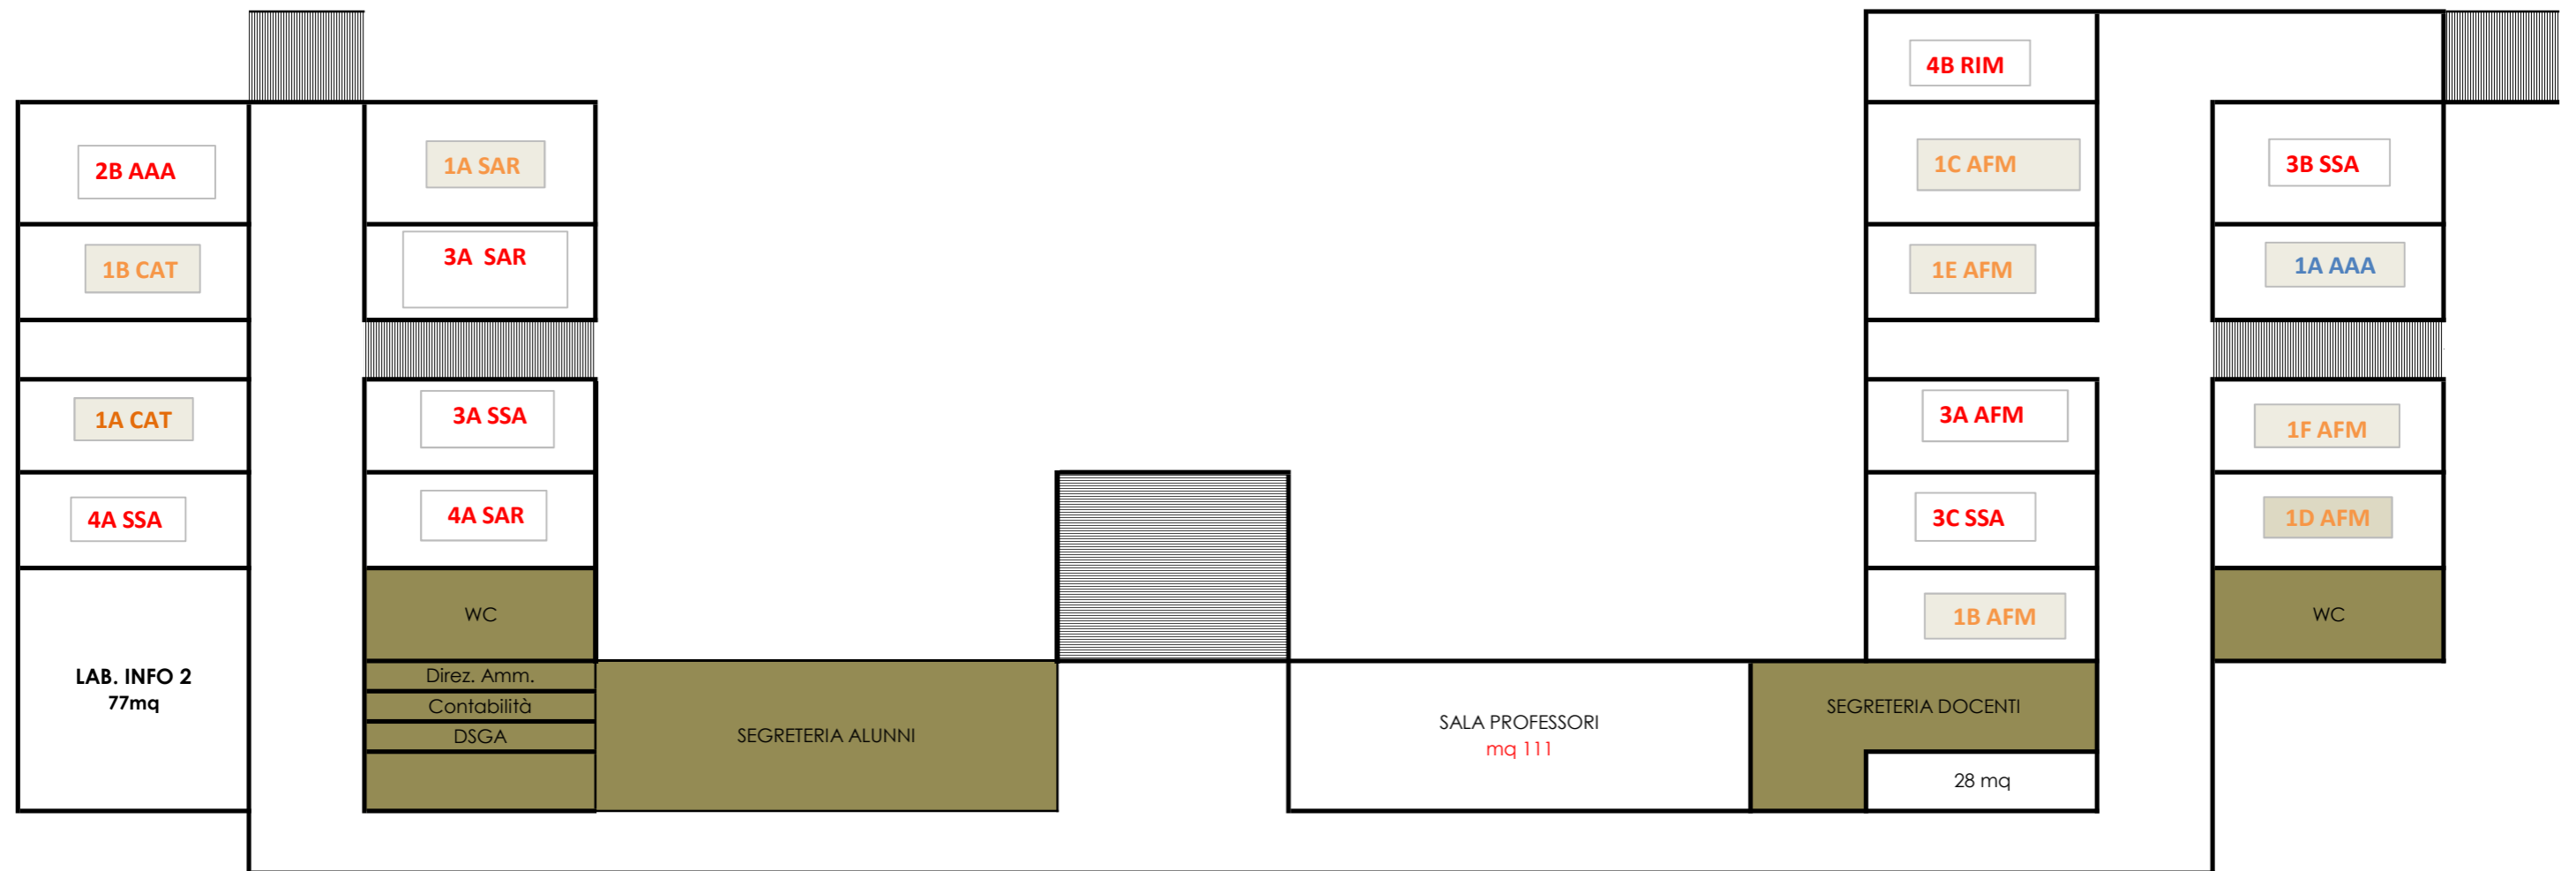 4B RIM
2B AAA
1A SAR
1C AFM
3B SSA
1B CAT
3A  SAR
1E AFM
1A AAA
1A CAT
3A SSA
3A AFM
1F AFM
4A SSA
4A SAR
3C SSA
1D AFM
WC
1B AFM
WC
LAB. INFO 2
77mq
Direz. Amm.
Contabilità
DSGA
SEGRETERIA ALUNNI
SALA PROFESSORI
mq 111
SEGRETERIA DOCENTI
28 mq